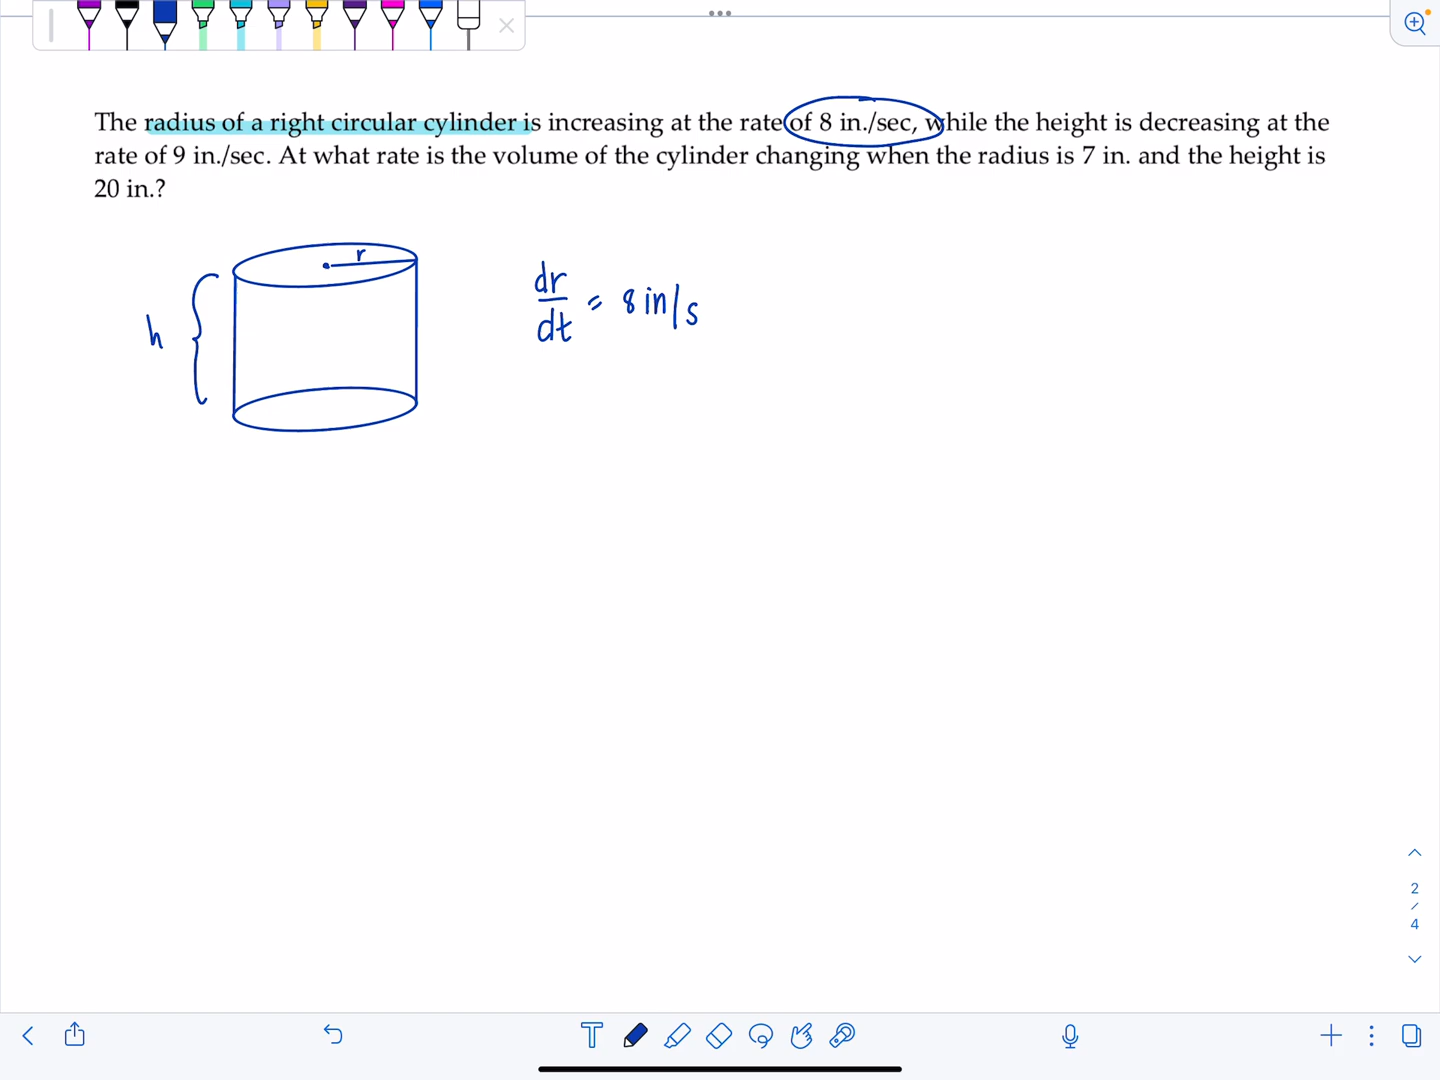 The radius of a right circular cylinder is increasing at the rate of 8 in./sec, while the height is decreasing at the
rate of 9 in./sec. At what rate is the volume of the cylinder changing when the radius is 7 in. and the height is
20 in.?
r
h
dr/dt = 8 in/s
2
/
4
T